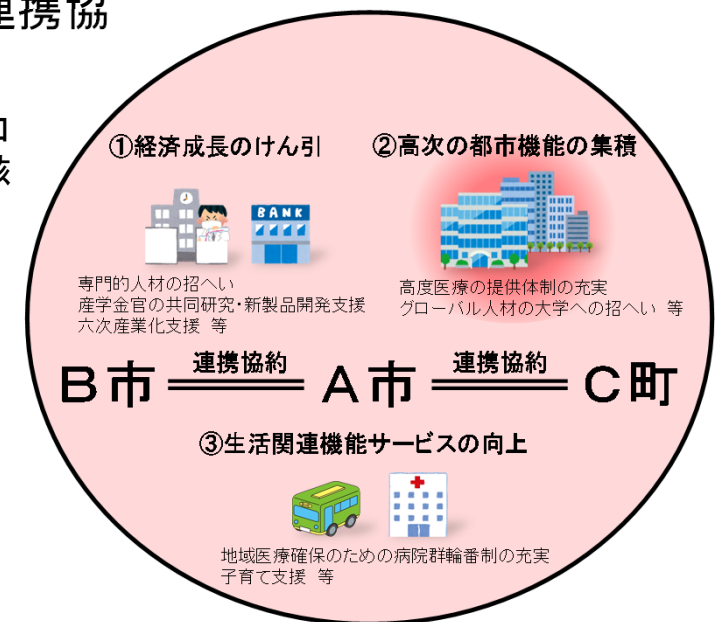 連携協
①経済成長のけん引
②高次の都市機能の集積
BANK
専門的人材の招へい
産学金官の共同研究・新製品開発支援
六次産業化支援 等
高度医療の提供体制の充実
グローバル人材の大学への招へい 等
B市 連携協約 A市 連携協約 C町
③生活関連機能サービスの向上
地域医療確保のための病院群輪番制の充実
子育て支援 等